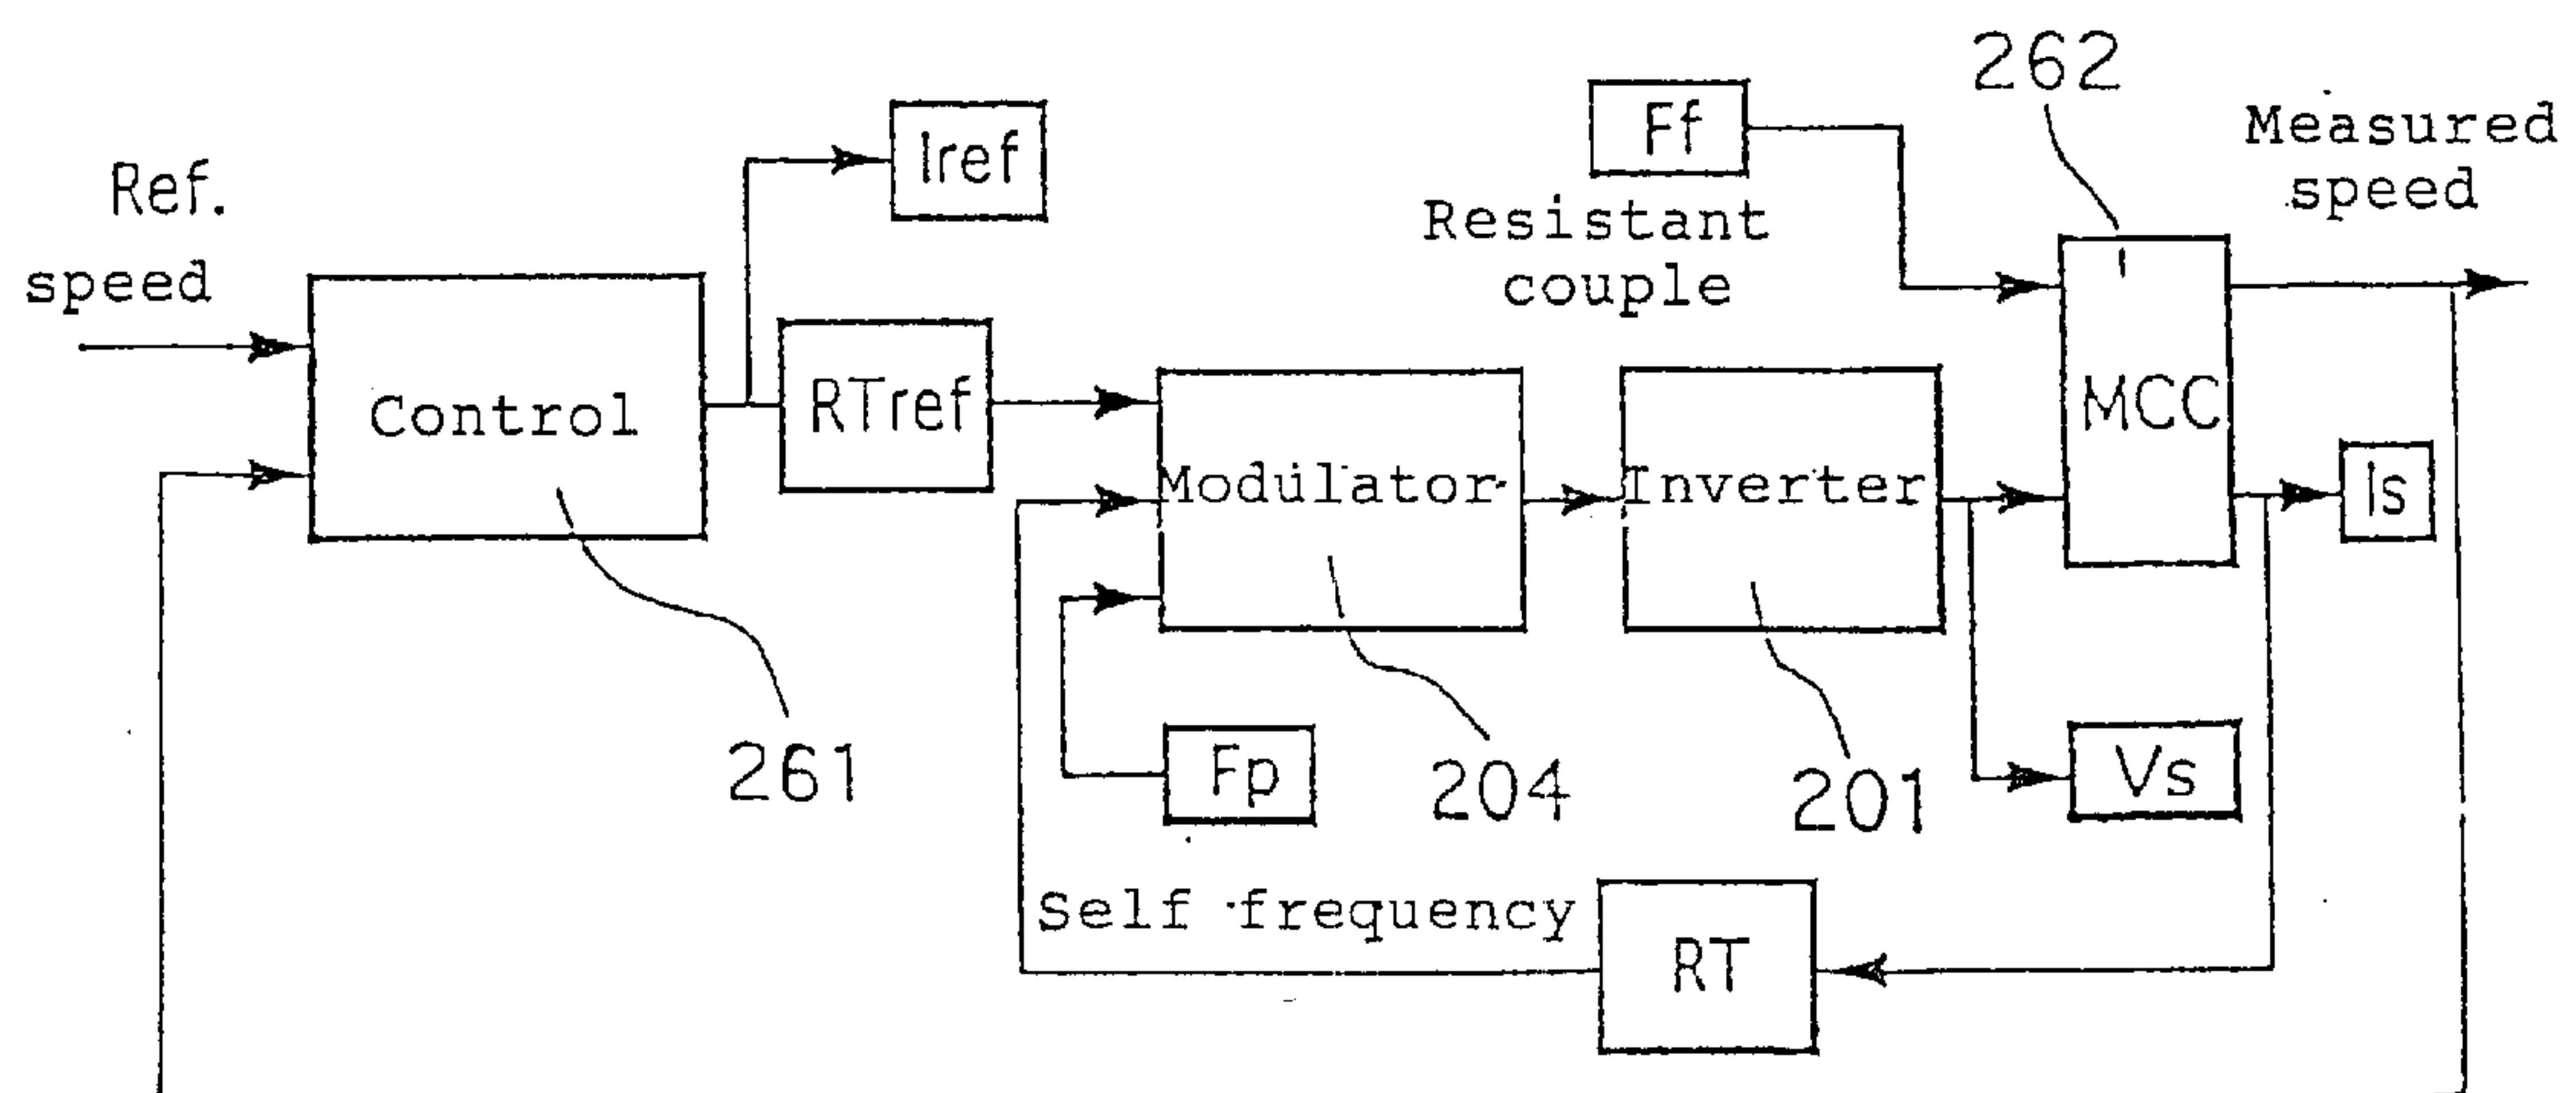 262
Measured
speed
Ff
Iref
Ref.
speed
Resistant
couple
Control
RTref
MCC
Modulator
Inverter
Is
261
Fp
204
201
Vs
Self frequency
RT